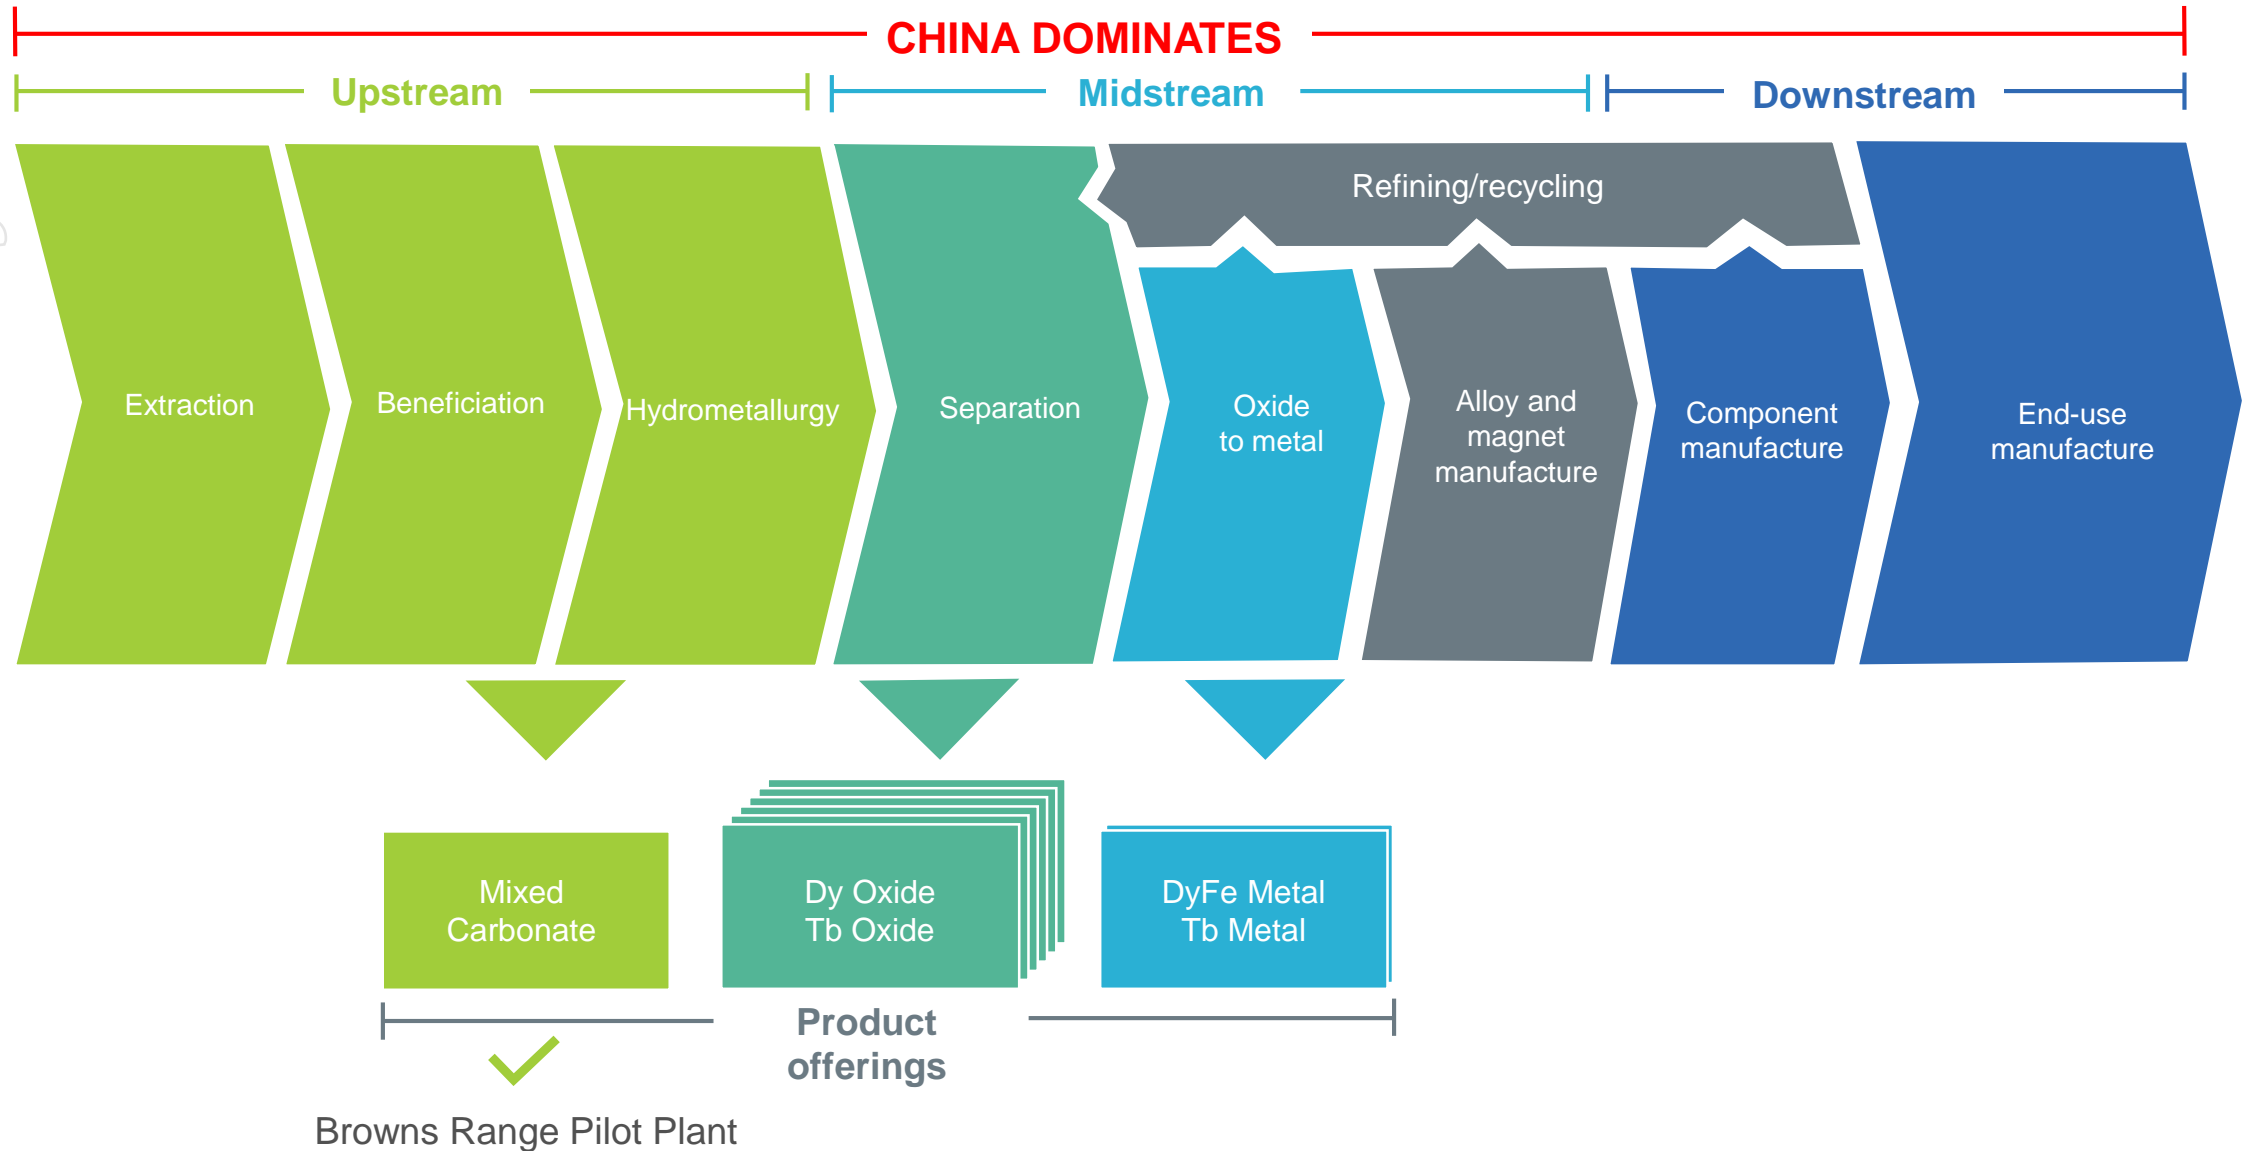 CHINA DOMINATES
Upstream
Midstream
Downstream
Refining/recycling
Extraction
Beneficiation
Hydrometallurgy
Separation
Oxide
to metal
Alloy and
magnet
manufacture
Component
manufacture
End-use
manufacture
Mixed
Carbonate
Dy Oxide
Tb Oxide
DyFe Metal
Tb Metal
Product
offerings
Browns Range Pilot Plant